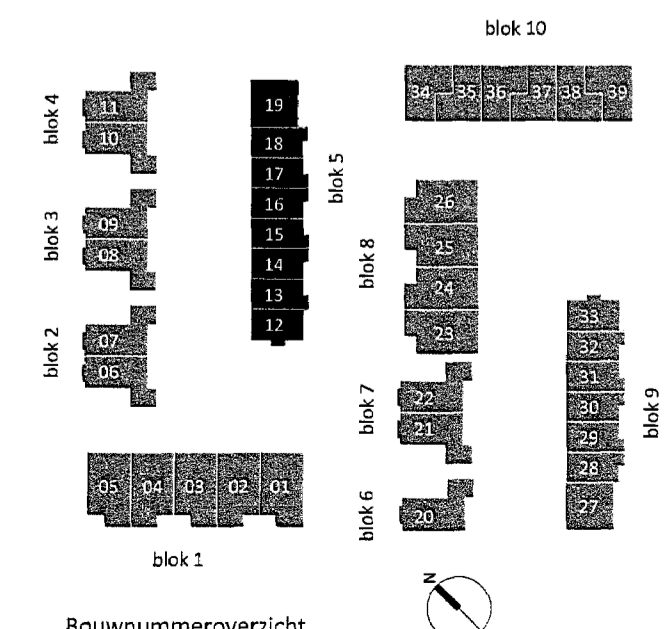 blok 10
34 35 36 37 38 39
blok 4
11
10
blok 3
09
08
blok 2
07
06
19
18
17
16
15
14
13
12
blok 5
blok 8
26
25
24
23
blok 7
22
21
blok 6
20
33
32
31
30
29
28
27
blok 9
05 04 03 02 01
blok 1
N
Bouwnummeroverzicht